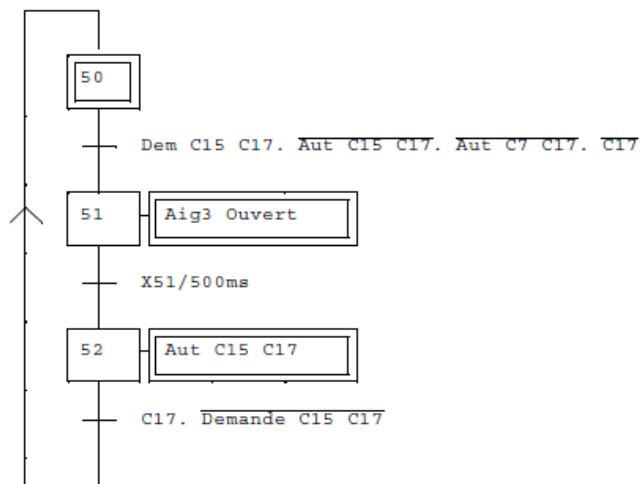 50
Dem C15 C17. Aut C15 C17. Aut C7 C17. C17
51 Aig3 Ouvert
X51/500ms
52 Aut C15 C17
C17. Demande C15 C17